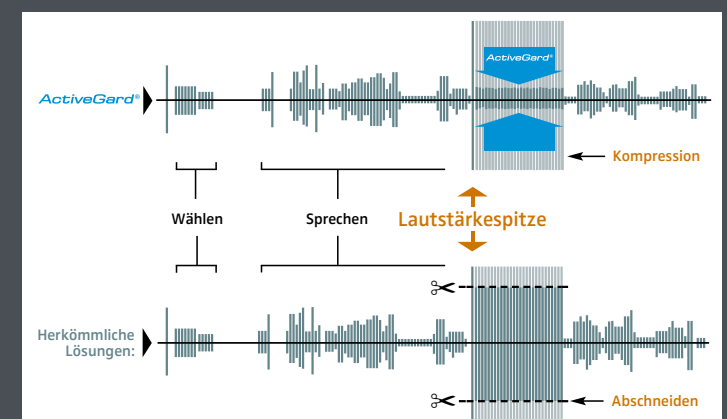 ActiveGard®
ActiveGard®
Kompression
Wählen
Sprechen
Lautstärkespitze
Herkömmliche
Lösungen:
Abschneiden